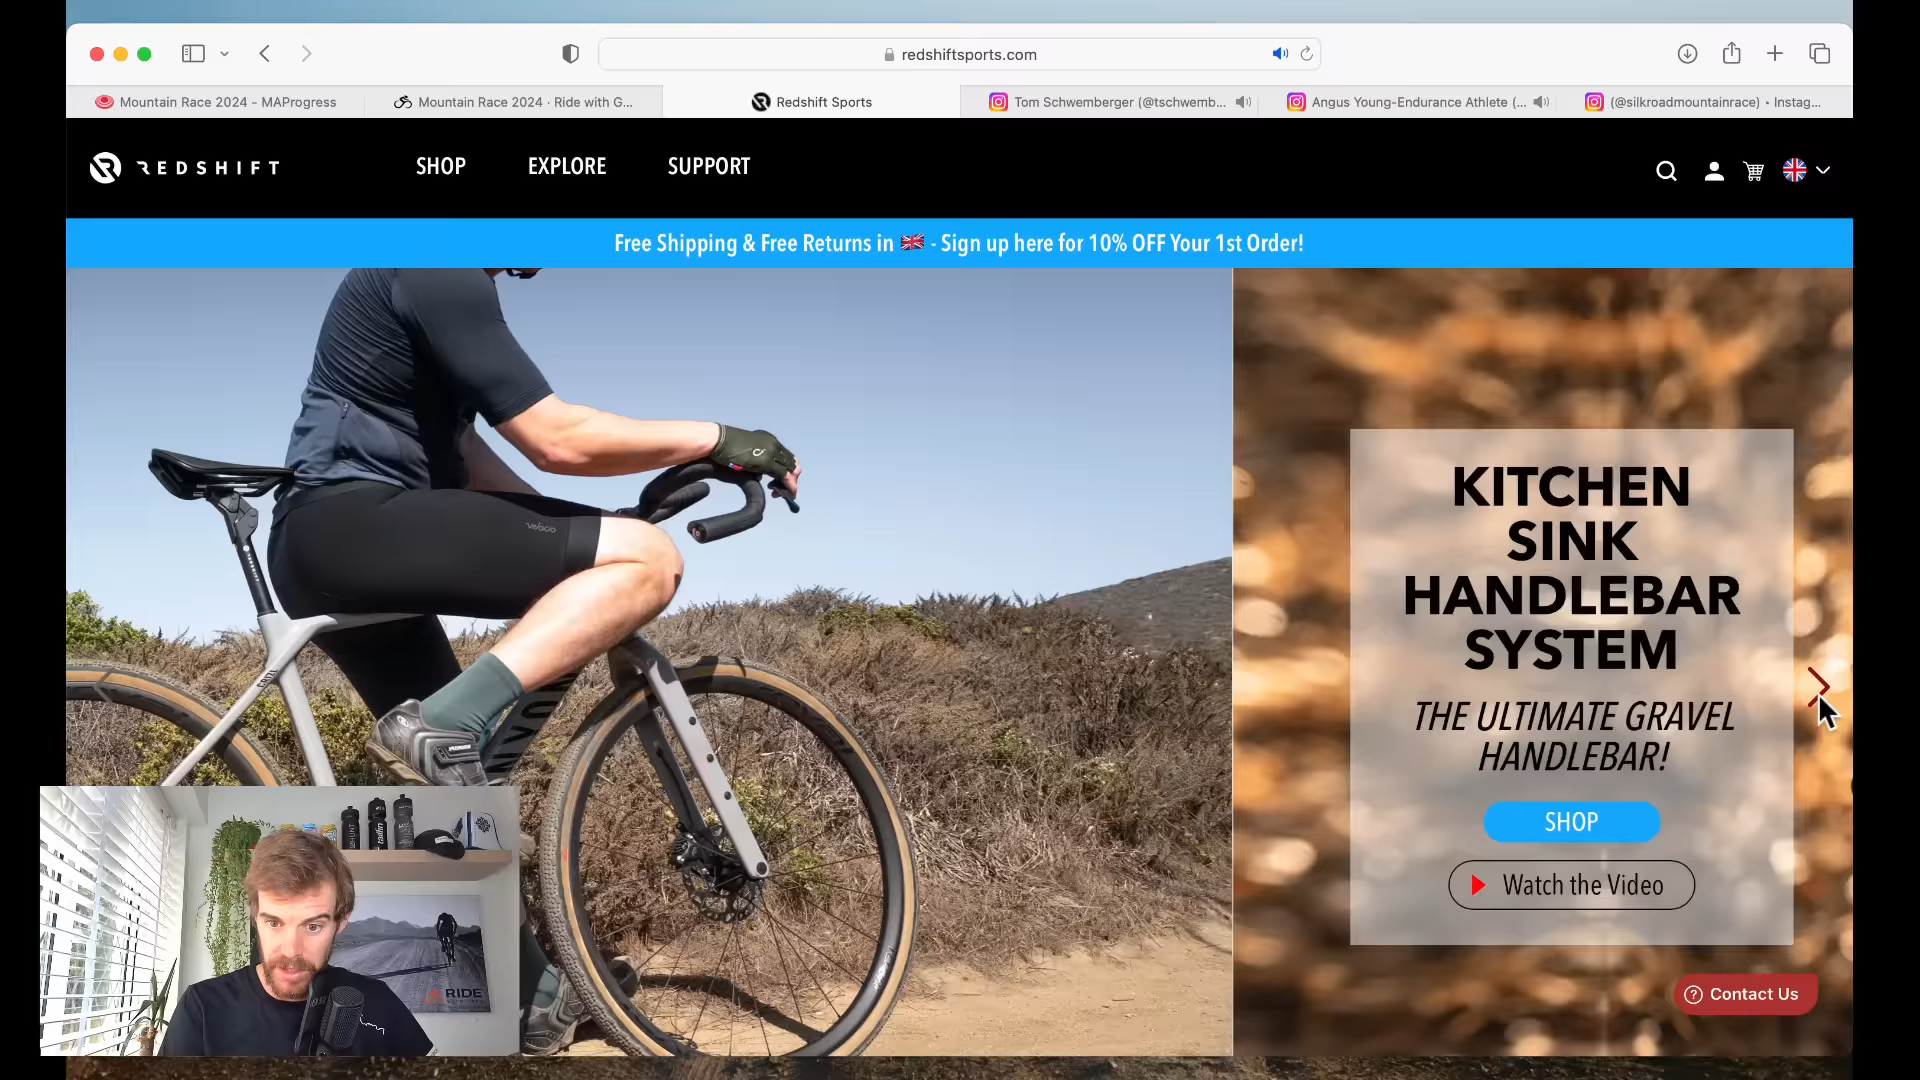 redshiftsports.com
Mountain Race 2024 - MAProgress
Mountain Race 2024 · Ride with G...
Redshift Sports
Tom Schwemberger (@tschwemb...
Angus Young-Endurance Athlete (...
(@silkroadmountainrace) • Instag...
REDSHIFT
SHOP
EXPLORE
SUPPORT
Free Shipping & Free Returns in 🇬🇧 - Sign up here for 10% OFF Your 1st Order!
KITCHEN
SINK
HANDLEBAR
SYSTEM
THE ULTIMATE GRAVEL
HANDLEBAR!
SHOP
Watch the Video
Contact Us
velocio
RIDE